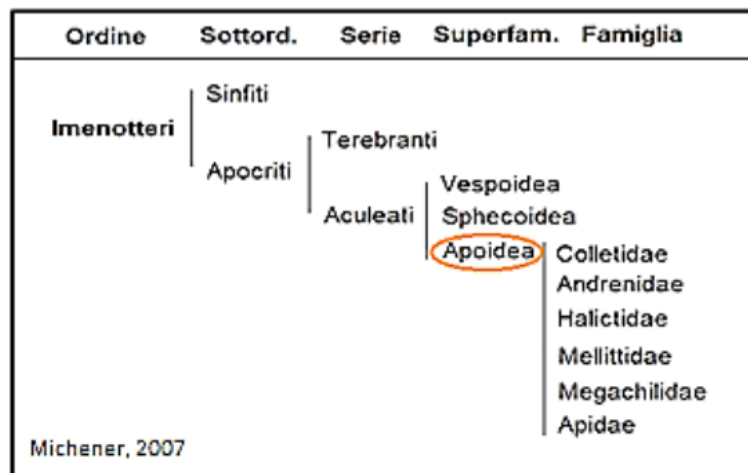 Ordine Sottord. Serie Superfam. Famiglia
Sinfiti
Imenotteri
Terebranti
Apocriti
Vespoidea
Aculeati Sphecoidea
Apoidea Colletidae
Andrenidae
Halictidae
Mellittidae
Megachilidae
Apidae
Michener, 2007